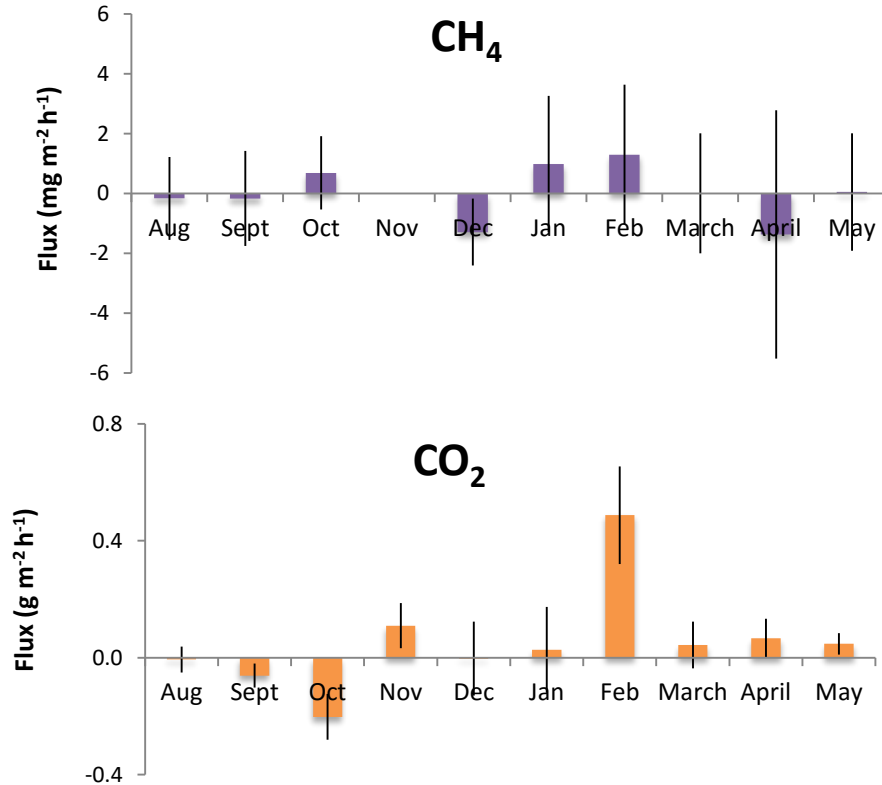 CH₄
Flux (mg m⁻² h⁻¹)
6
4
2
0
-2
-4
-6
Aug Sept Oct Nov Dec Jan Feb March April May
CO₂
Flux (g m⁻² h⁻¹)
0.8
0.4
0.0
-0.4
Aug Sept Oct Nov Dec Jan Feb March April May